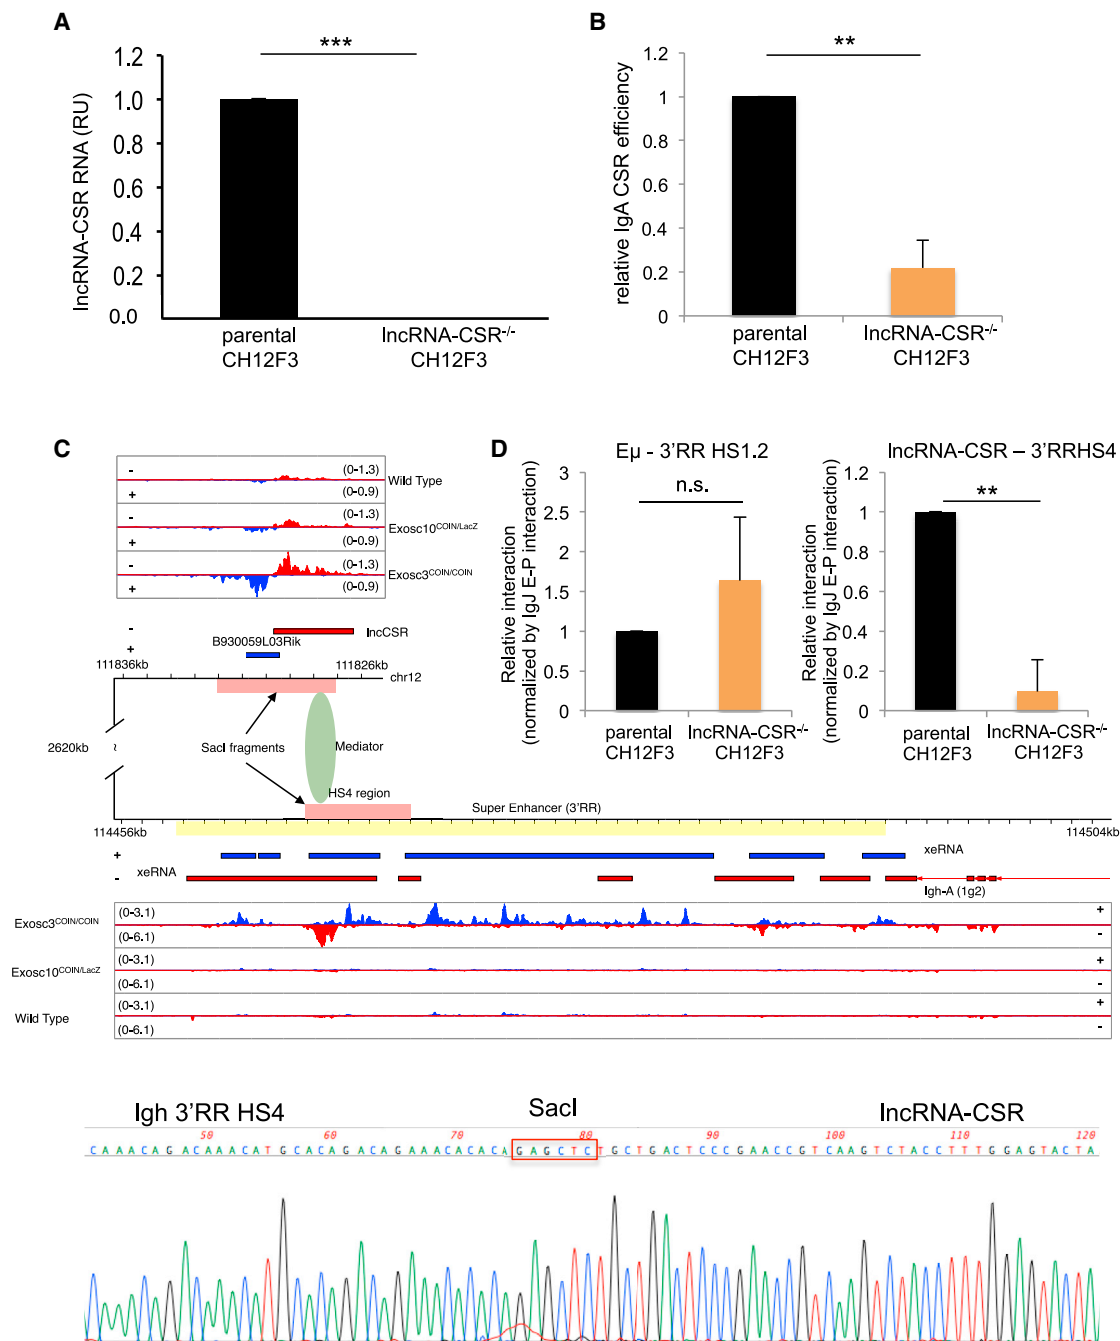 A
***
1.2
1.0
0.8
0.6
0.4
0.2
0.0
lncRNA-CSR RNA (RU)
parental
CH12F3
lncRNA-CSR-/-
CH12F3
B
**
1.2
1
0.8
0.6
0.4
0.2
0
relative IgA CSR efficiency
parental
CH12F3
lncRNA-CSR-/-
CH12F3
C
-
(0-1.3)
Wild Type
+
(0-0.9)
-
(0-1.3)
Exosc10COIN/LacZ
+
(0-0.9)
-
(0-1.3)
Exosc3COIN/COIN
+
(0-0.9)
-
lncCSR
B930059L03Rik
+
111836kb
111826kb
chr12
2620kb
~
SacI fragments
Mediator
HS4 region
Super Enhancer (3'RR)
114456kb
114504kb
+
xeRNA
xeRNA
-
Igh-A (1g2)
Exosc3COIN/COIN
(0-3.1)
+
(0-6.1)
-
Exosc10COIN/LacZ
(0-3.1)
+
(0-6.1)
-
Wild Type
(0-3.1)
+
(0-6.1)
-
D
Eμ - 3'RR HS1.2
n.s.
3
2.5
2
1.5
1
0.5
0
Relative interaction
(normalized by IgJ E-P interaction)
parental
CH12F3
lncRNA-CSR-/-
CH12F3
lncRNA-CSR – 3'RRHS4
**
1.2
1
0.8
0.6
0.4
0.2
0
Relative interaction
(normalized by IgJ E-P interaction)
parental
CH12F3
lncRNA-CSR-/-
CH12F3
Igh 3'RR HS4
SacI
lncRNA-CSR
50 60 70 80 90 100 110 120
CAAACAGACAAACATGCACAGACAGAAACACACAGAGCTCTGCTGACTCCCGAACCGTCAAGTCTACCTTTGGAGTACTA